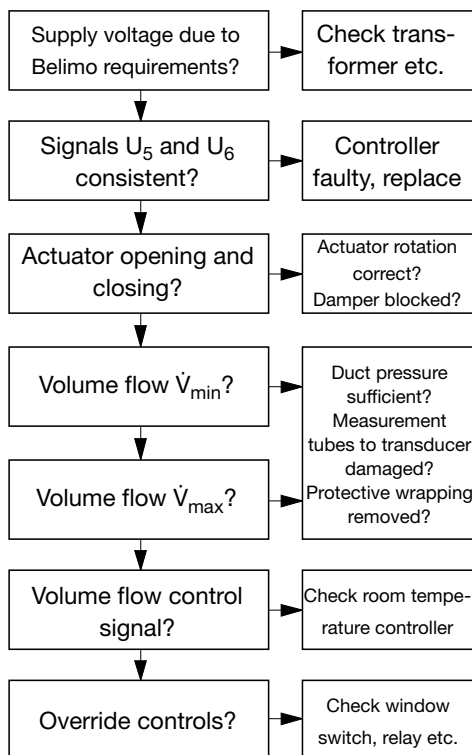 Supply voltage due to
Belimo requirements?
Check trans-
former etc.
Signals U₅ and U₆
consistent?
Controller
faulty, replace
Actuator opening and
closing?
Actuator rotation
correct?
Damper blocked?
Volume flow V̇min?
Duct pressure
sufficient?
Measurement
tubes to transducer
damaged?
Protective wrapping
removed?
Volume flow V̇max?
Volume flow control
signal?
Check room tempe-
rature controller
Override controls?
Check window
switch, relay etc.